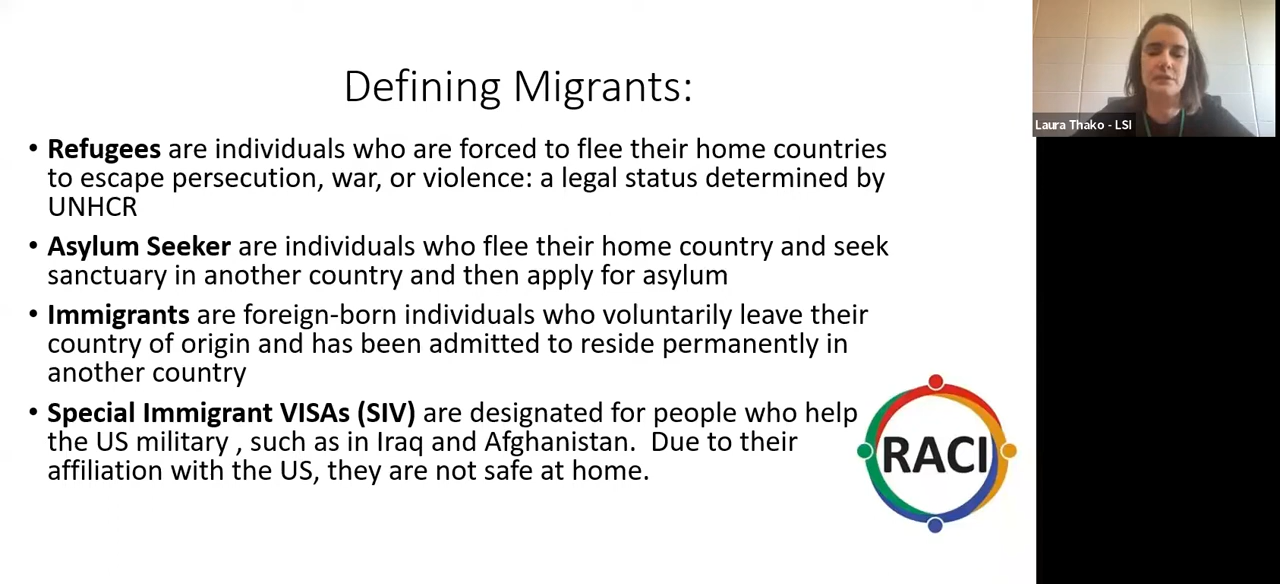 Defining Migrants:
• Refugees are individuals who are forced to flee their home countries
to escape persecution, war, or violence: a legal status determined by
UNHCR
• Asylum Seeker are individuals who flee their home country and seek
sanctuary in another country and then apply for asylum
• Immigrants are foreign-born individuals who voluntarily leave their
country of origin and has been admitted to reside permanently in
another country
• Special Immigrant VISAs (SIV) are designated for people who help
the US military , such as in Iraq and Afghanistan.  Due to their
affiliation with the US, they are not safe at home.
RACI
Laura Thako - LSI